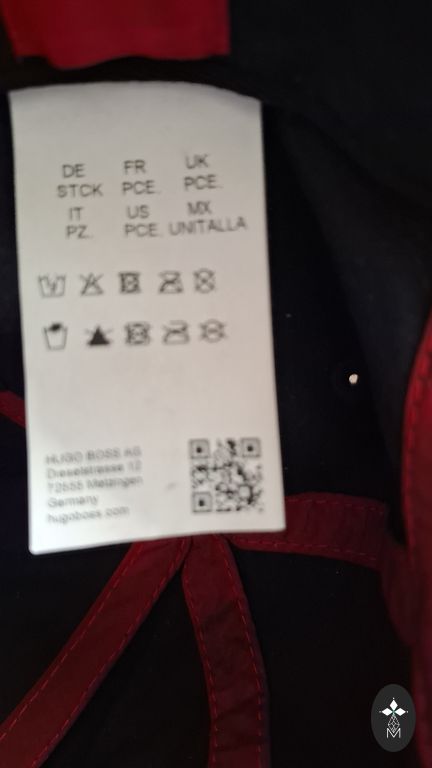 DE FR UK
STCK PCE. PCE.
IT US MX
PZ. PCE. UNITALLA
HUGO BOSS AG
Dieselstrasse 12
72555 Metzingen
Germany
hugoboss.com
M